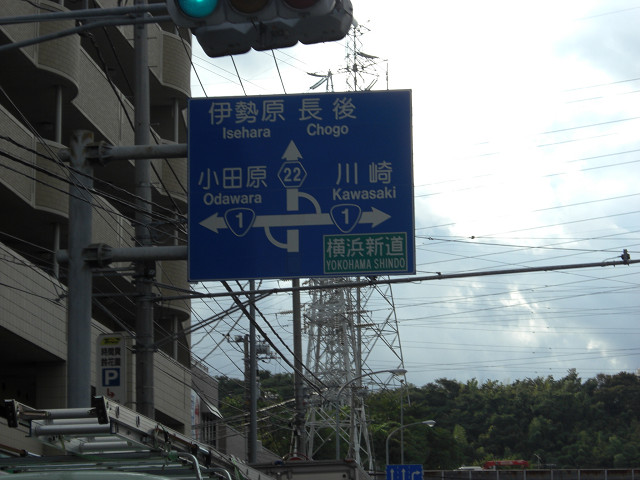 伊勢原 長後
Isehara Chogo
小田原 22 川崎
Odawara Kawasaki
1 1
横浜新道
YOKOHAMA SHINDO
P